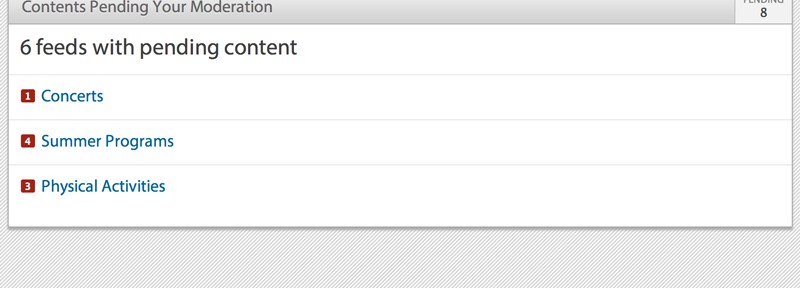 Contents Pending Your Moderation
PENDING
8
6 feeds with pending content
1 Concerts
4 Summer Programs
3 Physical Activities